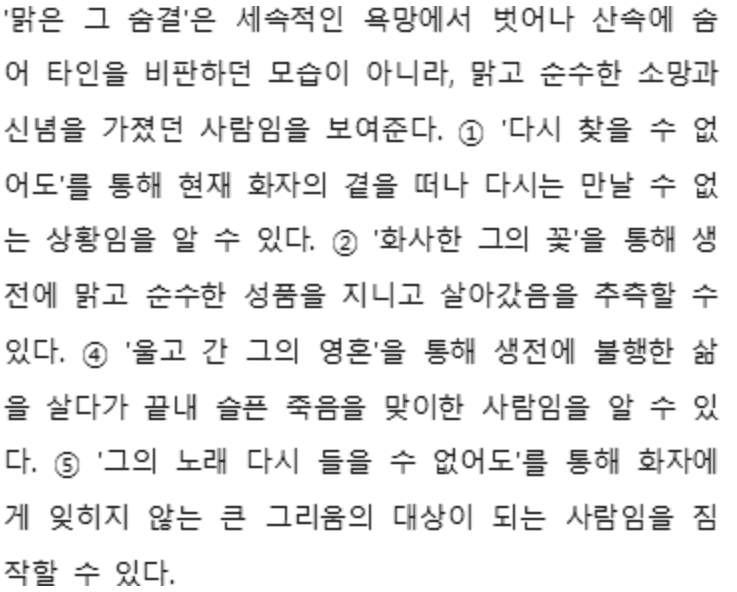 '맑은 그 숨결'은 세속적인 욕망에서 벗어나 산속에 숨
어 타인을 비판하던 모습이 아니라, 맑고 순수한 소망과
신념을 가졌던 사람임을 보여준다. ① '다시 찾을 수 없
어도'를 통해 현재 화자의 곁을 떠나 다시는 만날 수 없
는 상황임을 알 수 있다. ② '화사한 그의 꽃'을 통해 생
전에 맑고 순수한 성품을 지니고 살아갔음을 추측할 수
있다. ④ '울고 간 그의 영혼'을 통해 생전에 불행한 삶
을 살다가 끝내 슬픈 죽음을 맞이한 사람임을 알 수 있
다. ⑤ '그의 노래 다시 들을 수 없어도'를 통해 화자에
게 잊히지 않는 큰 그리움의 대상이 되는 사람임을 짐
작할 수 있다.